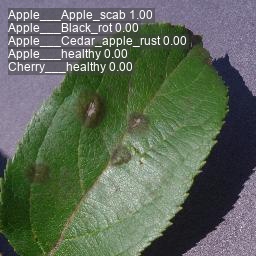 Apple___Apple_scab 1.00
Apple___Black_rot 0.00
Apple___Cedar_apple_rust 0.00
Apple___healthy 0.00
Cherry___healthy 0.00